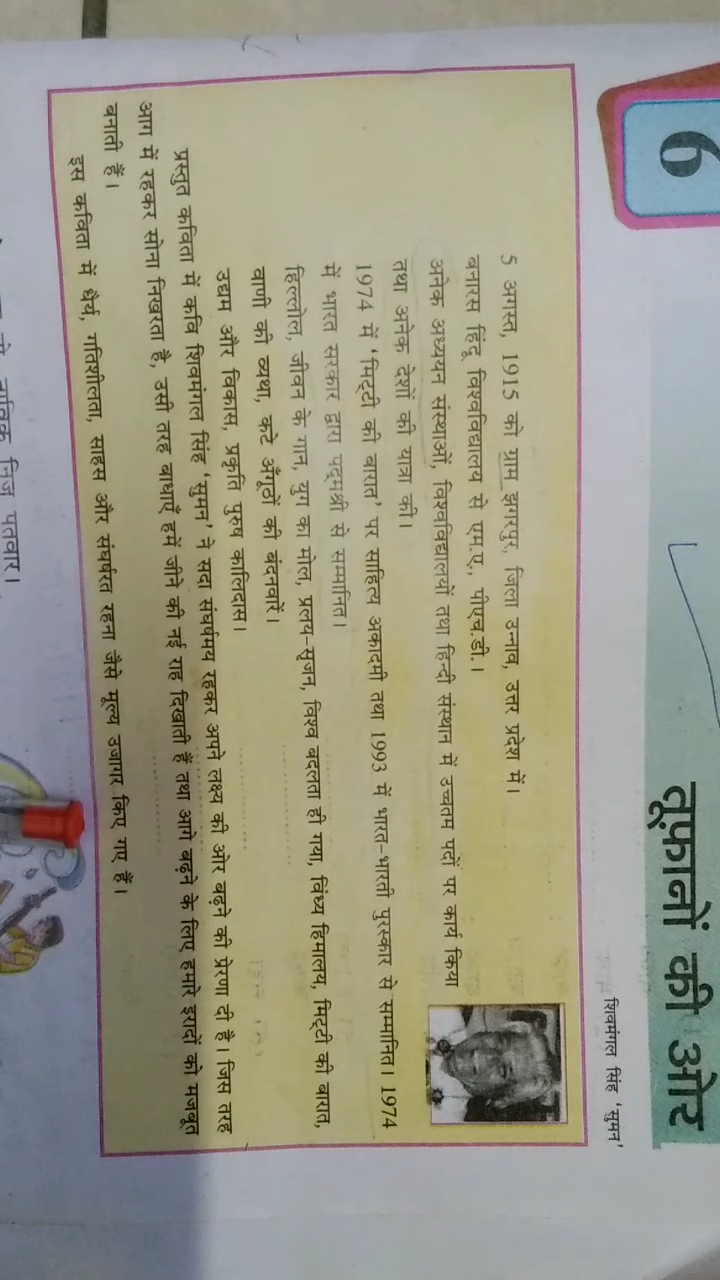 6
तूफ़ानों की ओर
शिवमंगल सिंह ‘सुमन’
5 अगस्त, 1915 को ग्राम झगरपुर, जिला उन्नाव, उत्तर प्रदेश में।
बनारस हिंदू विश्वविद्यालय से एम.ए., पीएच.डी.।
अनेक अध्ययन संस्थाओं, विश्वविद्यालयों तथा हिन्दी संस्थान में उच्चतम पदों पर कार्य किया
तथा अनेक देशों की यात्रा की।
1974 में ‘मिट्टी की बारात’ पर साहित्य अकादमी तथा 1993 में भारत-भारती पुरस्कार से सम्मानित। 1974
में भारत सरकार द्वारा पद्मश्री से सम्मानित।
हिल्लोल, जीवन के गान, युग का मोल, प्रलय-सृजन, विश्व बदलता ही गया, विंध्य हिमालय, मिट्टी की बारात,
वाणी की व्यथा, कटे अँगूठों की बंदनवारें।
उद्यम और विकास, प्रकृति पुरुष कालिदास।
प्रस्तुत कविता में कवि शिवमंगल सिंह ‘सुमन’ ने सदा संघर्षमय रहकर अपने लक्ष्य की ओर बढ़ने की प्रेरणा दी है। जिस तरह
आग में रहकर सोना निखरता है, उसी तरह बाधाएँ हमें जीने की नई राह दिखाती हैं तथा आगे बढ़ने के लिए हमारे इरादों को मजबूत
बनाती हैं।
इस कविता में धैर्य, गतिशीलता, साहस और संघर्षरत रहना जैसे मूल्य उजागर किए गए हैं।
नाविक निज पतवार।